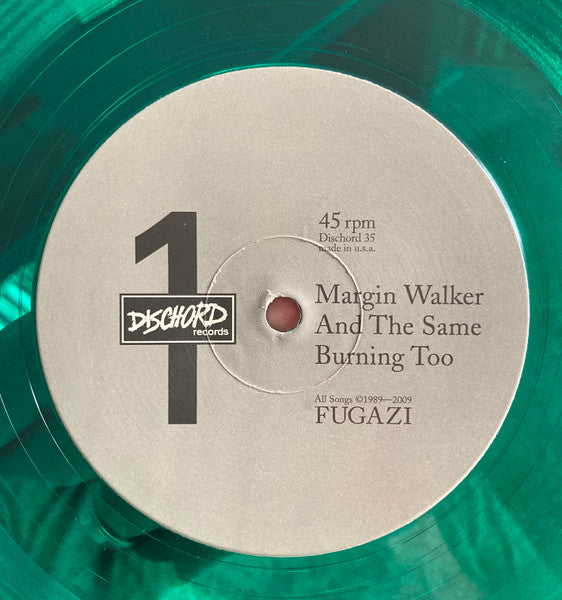 1
DISCHORD
records
45 rpm
Dischord 35
made in u.s.a.
Margin Walker
And The Same
Burning Too
All Songs ©1989—2009
FUGAZI